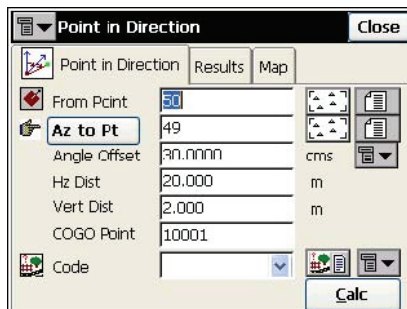 Point in Direction Close
Point in Direction Results Map
From Point 50
Az to Pt 49
Angle Offset 30.0000 cms
Hz Dist 20.000 m
Vert Dist 2.000 m
COGO Point 10001
Code
Calc